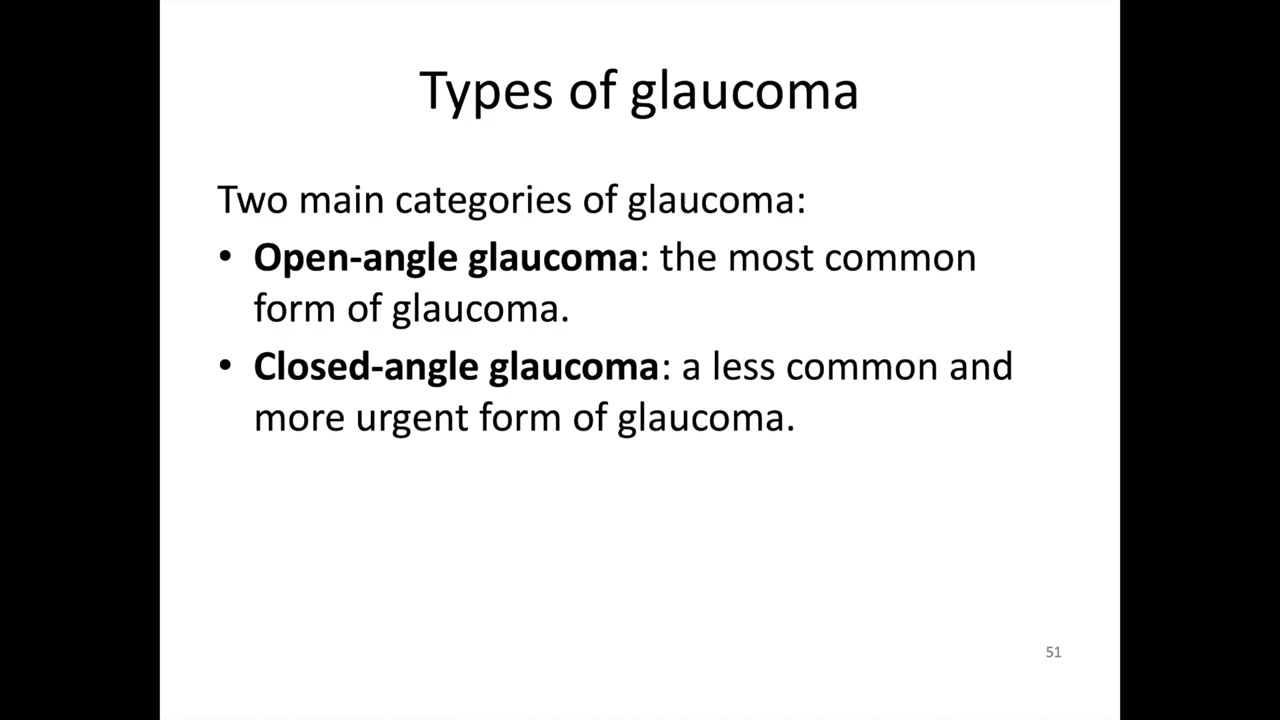 Types of glaucoma
Two main categories of glaucoma:
• Open-angle glaucoma: the most common
form of glaucoma.
• Closed-angle glaucoma: a less common and
more urgent form of glaucoma.
51